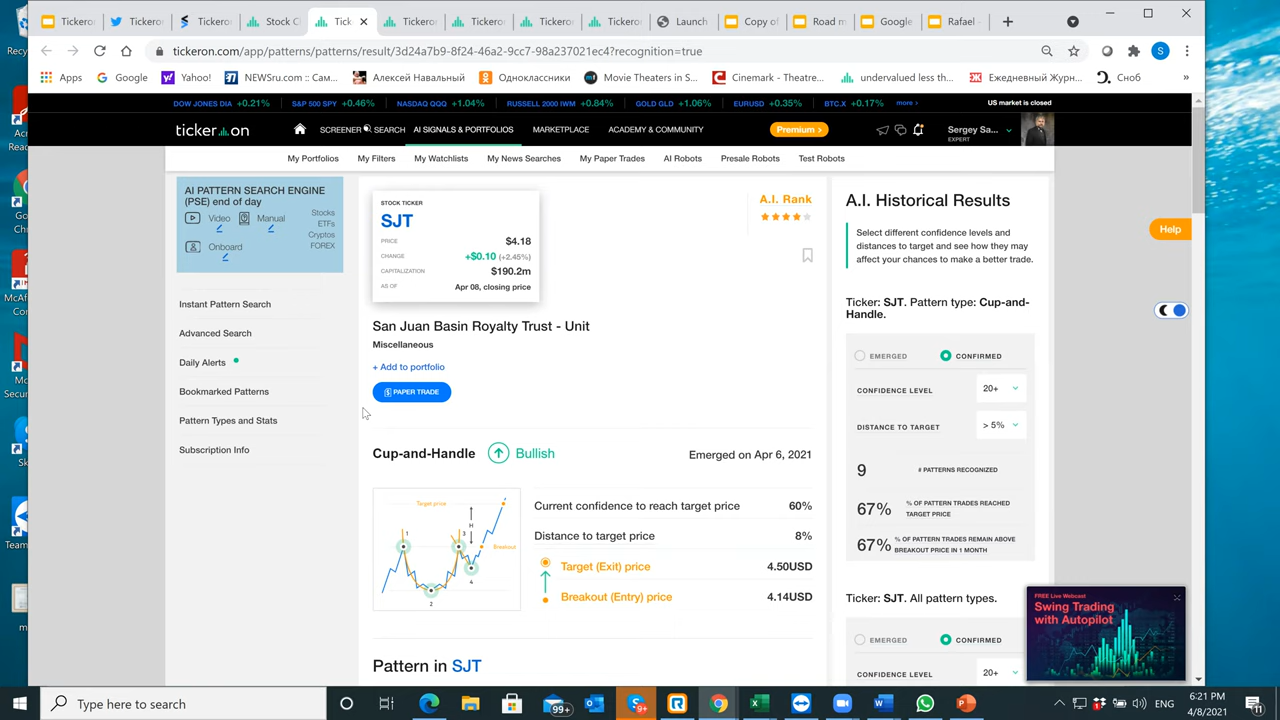 Tickeron
Tickeron
Tickeron
Stock C
Tick
Tickeron
Tickeron
Tickeron
Tickeron
Launch
Copy of
Road m
Google
Rafael -
tickeron.com/app/patterns/patterns/result/3d24a7b9-8f24-46a2-9cc7-98a237021ec4?recognition=true
S
Apps
Google
Yahoo!
NEWSru.com :: Сам...
Алексей Навальный
Одноклассники
Movie Theaters in S...
Cinemark - Theatre...
undervalued less th...
Ежедневный Журн...
Сноб
»
DOW JONES DIA +0.21%
S&P 500 SPY +0.46%
NASDAQ QQQ +1.04%
RUSSELL 2000 IWM +0.84%
GOLD GLD +1.06%
EURUSD +0.35%
BTC.X +0.17%
more ›
US market is closed
ticker on
SCREENER
SEARCH
AI SIGNALS & PORTFOLIOS
MARKETPLACE
ACADEMY & COMMUNITY
Premium ›
Sergey Sa...
EXPERT
My Portfolios
My Filters
My Watchlists
My News Searches
My Paper Trades
AI Robots
Presale Robots
Test Robots
AI PATTERN SEARCH ENGINE
(PSE) end of day
Video
Manual
Onboard
Stocks
ETFs
Cryptos
FOREX
Instant Pattern Search
Advanced Search
Daily Alerts
Bookmarked Patterns
Pattern Types and Stats
Subscription Info
STOCK TICKER
SJT
PRICE $4.18
CHANGE +$0.10 (+2.45%)
CAPITALIZATION $190.2m
AS OF Apr 08, closing price
A.I. Rank
San Juan Basin Royalty Trust - Unit
Miscellaneous
+ Add to portfolio
PAPER TRADE
Cup-and-Handle
Bullish
Emerged on Apr 6, 2021
Target price
1
3
H
Breakout
4
2
Current confidence to reach target price 60%
Distance to target price 8%
Target (Exit) price 4.50USD
Breakout (Entry) price 4.14USD
Pattern in SJT
A.I. Historical Results
Select different confidence levels and
distances to target and see how they may
affect your chances to make a better trade.
Ticker: SJT. Pattern type: Cup-and-
Handle.
EMERGED
CONFIRMED
CONFIDENCE LEVEL 20+
DISTANCE TO TARGET > 5%
9 # PATTERNS RECOGNIZED
67% % OF PATTERN TRADES REACHED
TARGET PRICE
67% % OF PATTERN TRADES REMAIN ABOVE
BREAKOUT PRICE IN 1 MONTH
Ticker: SJT. All pattern types.
EMERGED
CONFIRMED
CONFIDENCE LEVEL 20+
Help
FREE Live Webcast
Swing Trading
with Autopilot
Type here to search
99+
9+
6:21 PM
4/8/2021
11